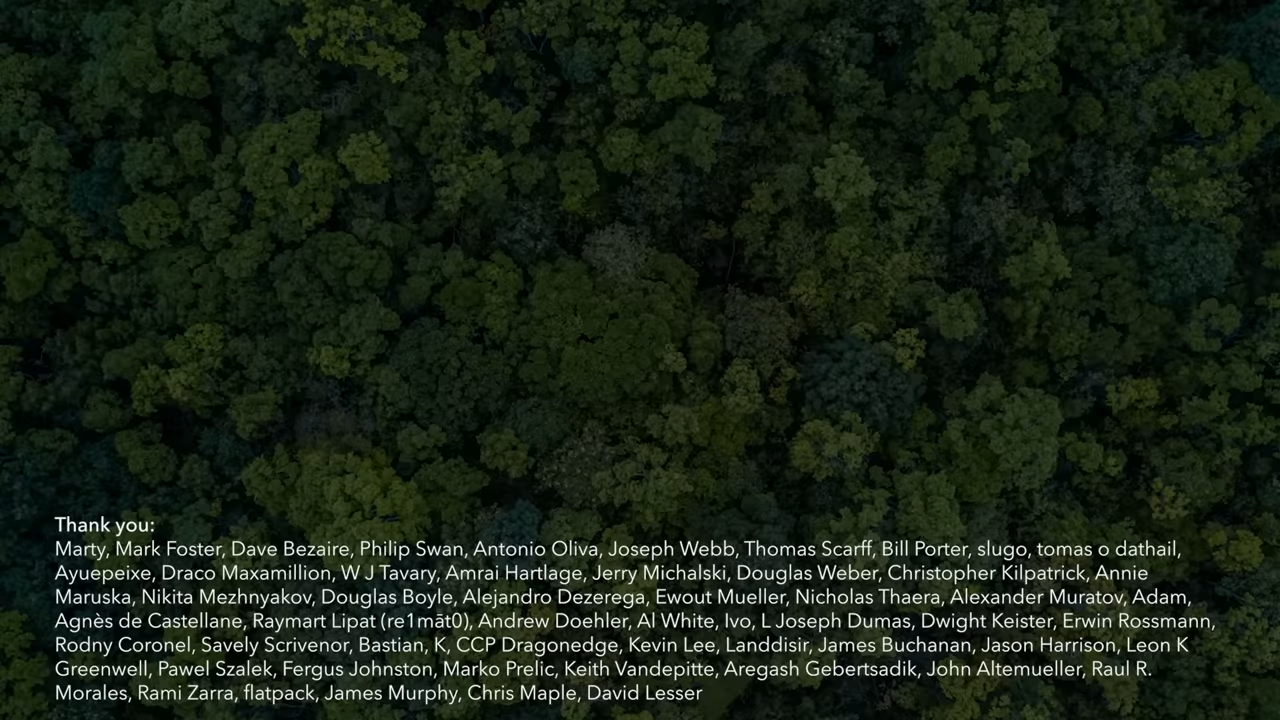 Thank you:
Marty, Mark Foster, Dave Bezaire, Philip Swan, Antonio Oliva, Joseph Webb, Thomas Scarff, Bill Porter, slugo, tomas o dathail,
Ayuepeixe, Draco Maxamillion, W J Tavary, Amrai Hartlage, Jerry Michalski, Douglas Weber, Christopher Kilpatrick, Annie
Maruska, Nikita Mezhnyakov, Douglas Boyle, Alejandro Dezerega, Ewout Mueller, Nicholas Thaera, Alexander Muratov, Adam,
Agnès de Castellane, Raymart Lipat (re1māt0), Andrew Doehler, Al White, Ivo, L Joseph Dumas, Dwight Keister, Erwin Rossmann,
Rodny Coronel, Savely Scrivenor, Bastian, K, CCP Dragonedge, Kevin Lee, Landdisir, James Buchanan, Jason Harrison, Leon K
Greenwell, Pawel Szalek, Fergus Johnston, Marko Prelic, Keith Vandepitte, Aregash Gebertsadik, John Altemueller, Raul R.
Morales, Rami Zarra, flatpack, James Murphy, Chris Maple, David Lesser